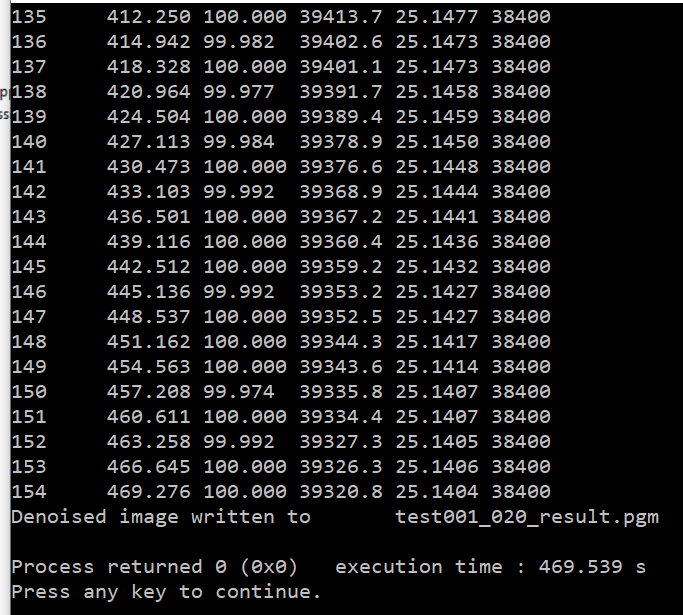 135     412.250 100.000 39413.7 25.1477 38400
136     414.942 99.982  39402.6 25.1473 38400
137     418.328 100.000 39401.1 25.1473 38400
138     420.964 99.977  39391.7 25.1458 38400
139     424.504 100.000 39389.4 25.1459 38400
140     427.113 99.984  39378.9 25.1450 38400
141     430.473 100.000 39376.6 25.1448 38400
142     433.103 99.992  39368.9 25.1444 38400
143     436.501 100.000 39367.2 25.1441 38400
144     439.116 100.000 39360.4 25.1436 38400
145     442.512 100.000 39359.2 25.1432 38400
146     445.136 99.992  39353.2 25.1427 38400
147     448.537 100.000 39352.5 25.1427 38400
148     451.162 100.000 39344.3 25.1417 38400
149     454.563 100.000 39343.6 25.1414 38400
150     457.208 99.974  39335.8 25.1407 38400
151     460.611 100.000 39334.4 25.1407 38400
152     463.258 99.992  39327.3 25.1405 38400
153     466.645 100.000 39326.3 25.1406 38400
154     469.276 100.000 39320.8 25.1404 38400
Denoised image written to       test001_020_result.pgm
Process returned 0 (0x0)   execution time : 469.539 s
Press any key to continue.